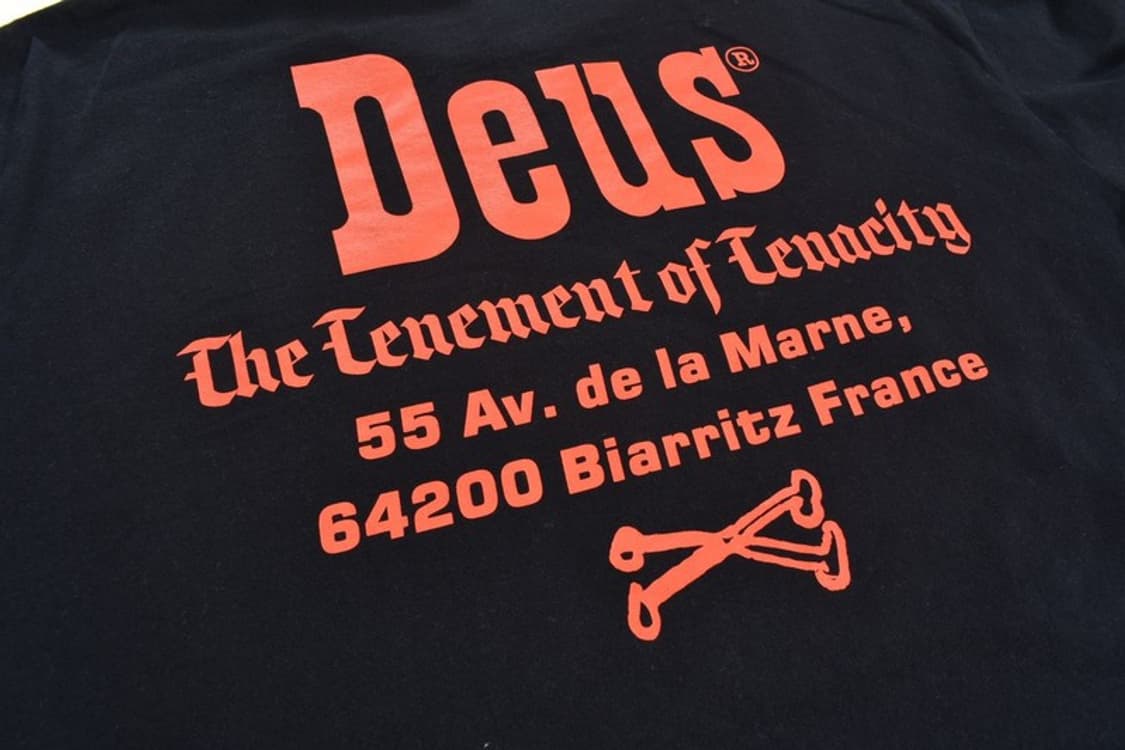 Deus®
The Tenement of Tenacity
55 Av. de la Marne,
64200 Biarritz France